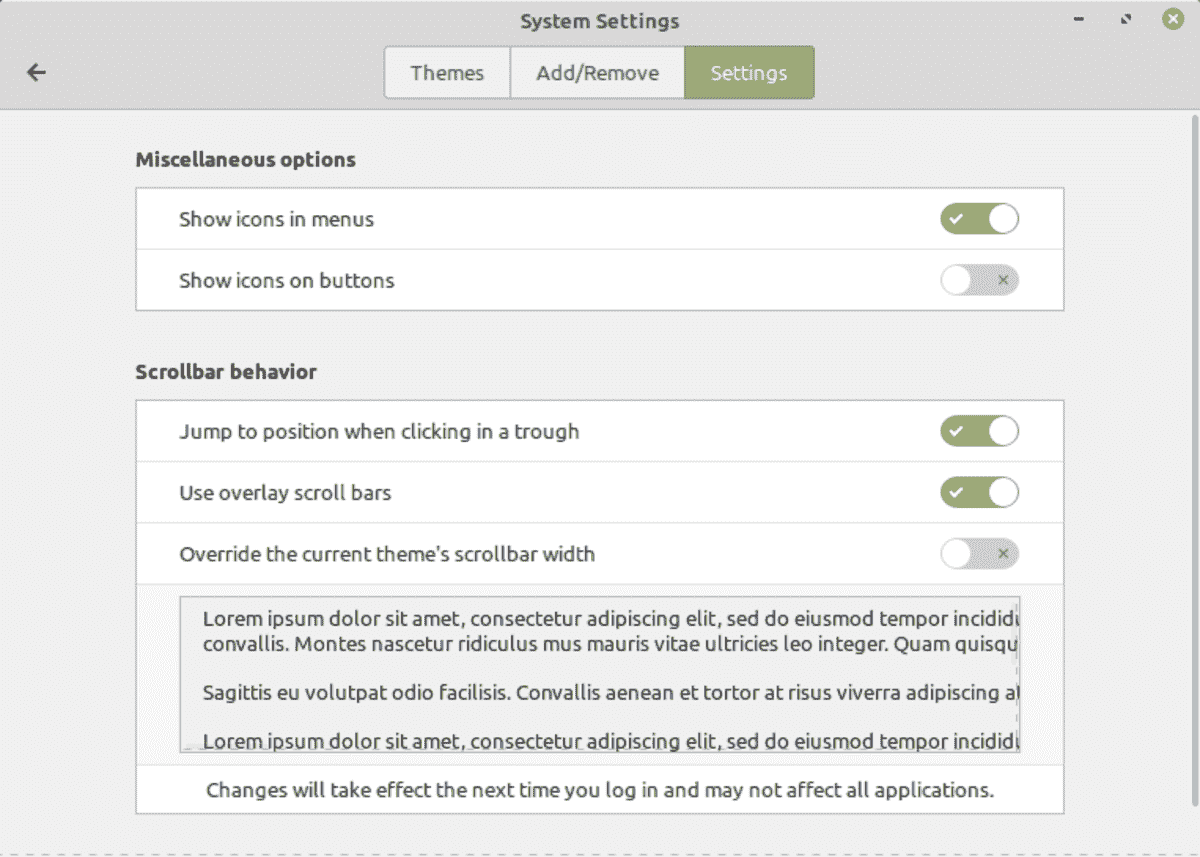 System Settings
Themes Add/Remove Settings
Miscellaneous options
Show icons in menus
Show icons on buttons
Scrollbar behavior
Jump to position when clicking in a trough
Use overlay scroll bars
Override the current theme's scrollbar width
Lorem ipsum dolor sit amet, consectetur adipiscing elit, sed do eiusmod tempor
convallis. Montes nascetur ridiculus mus mauris vitae ultricies leo integer. Quam
Sagittis eu volutpat odio facilisis. Convallis aenean et tortor at risus viverra adipiscing
Lorem ipsum dolor sit amet, consectetur adipiscing elit, sed do eiusmod tempor
Changes will take effect the next time you log in and may not affect all applications.